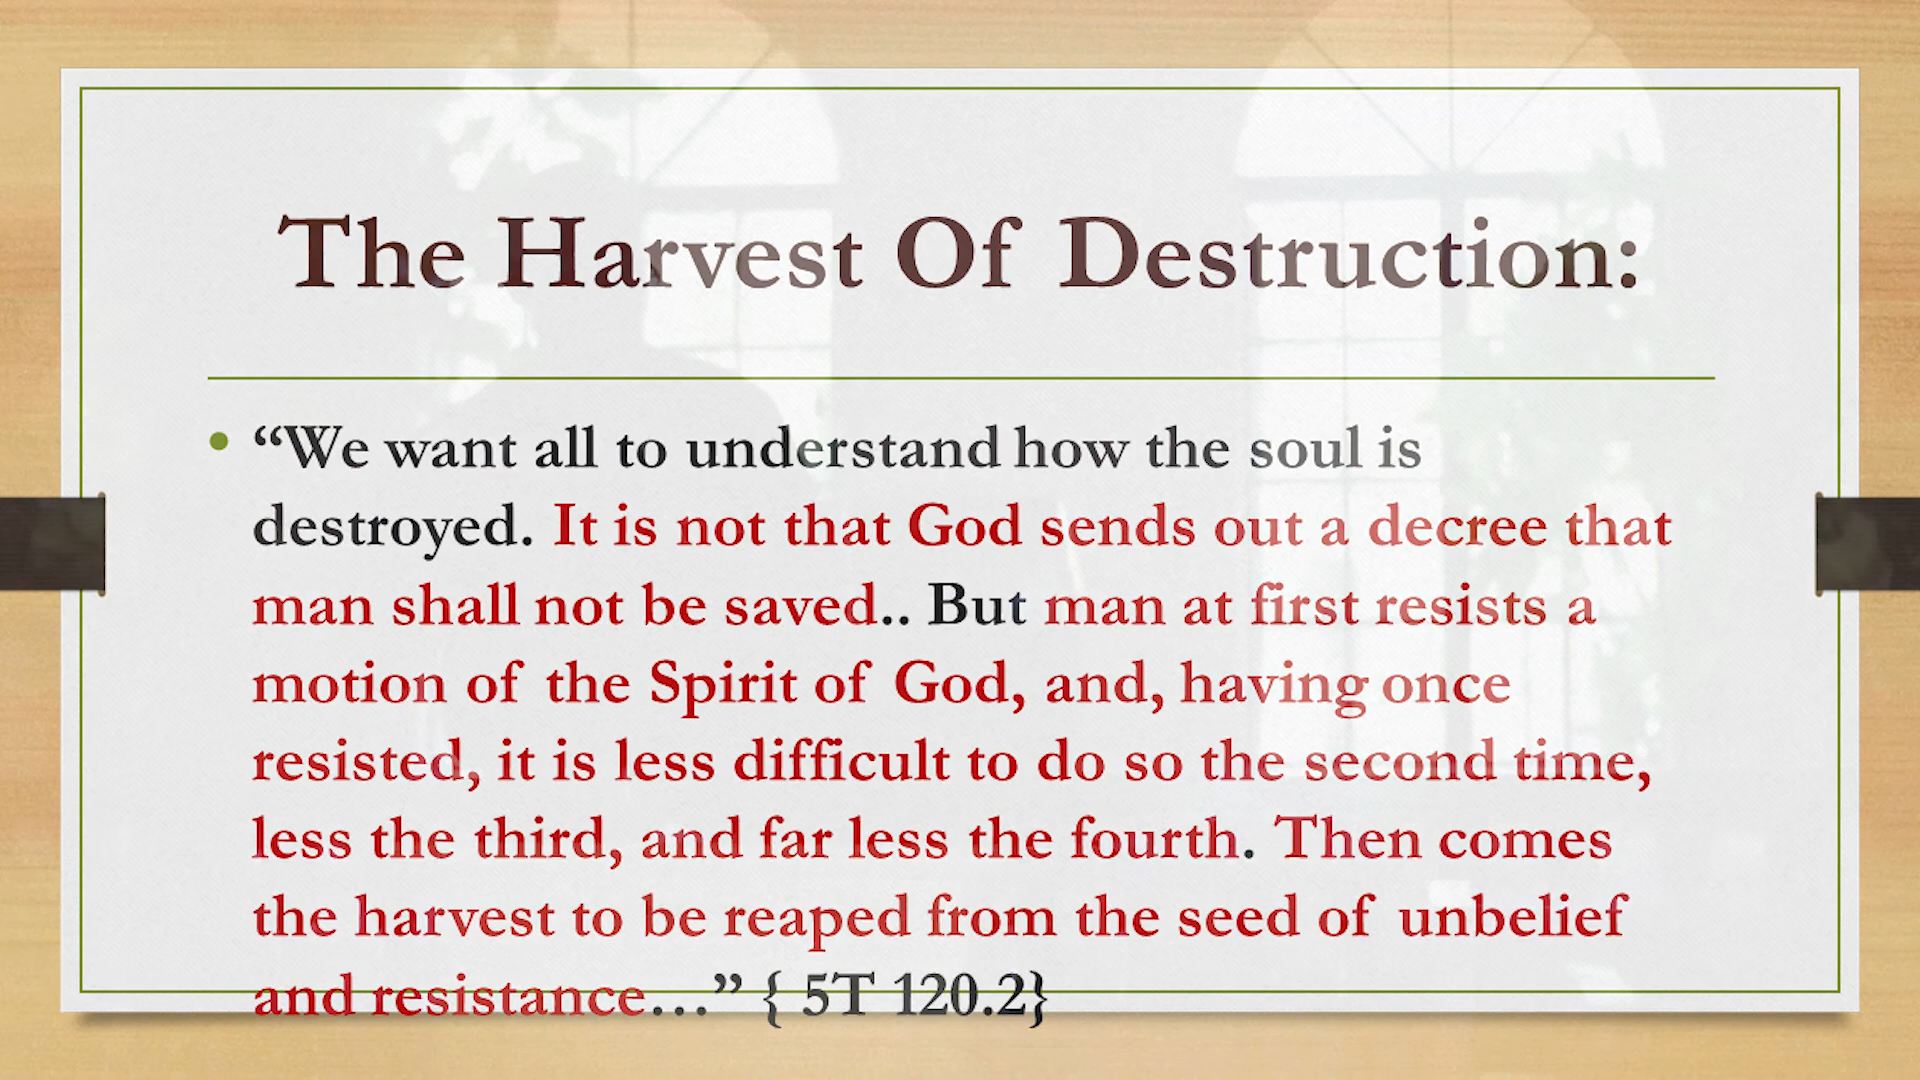 The Harvest Of Destruction:
• “We want all to understand how the soul is
destroyed. It is not that God sends out a decree that
man shall not be saved.. But man at first resists a
motion of the Spirit of God, and, having once
resisted, it is less difficult to do so the second time,
less the third, and far less the fourth. Then comes
the harvest to be reaped from the seed of unbelief
and resistance…” { 5T 120.2}